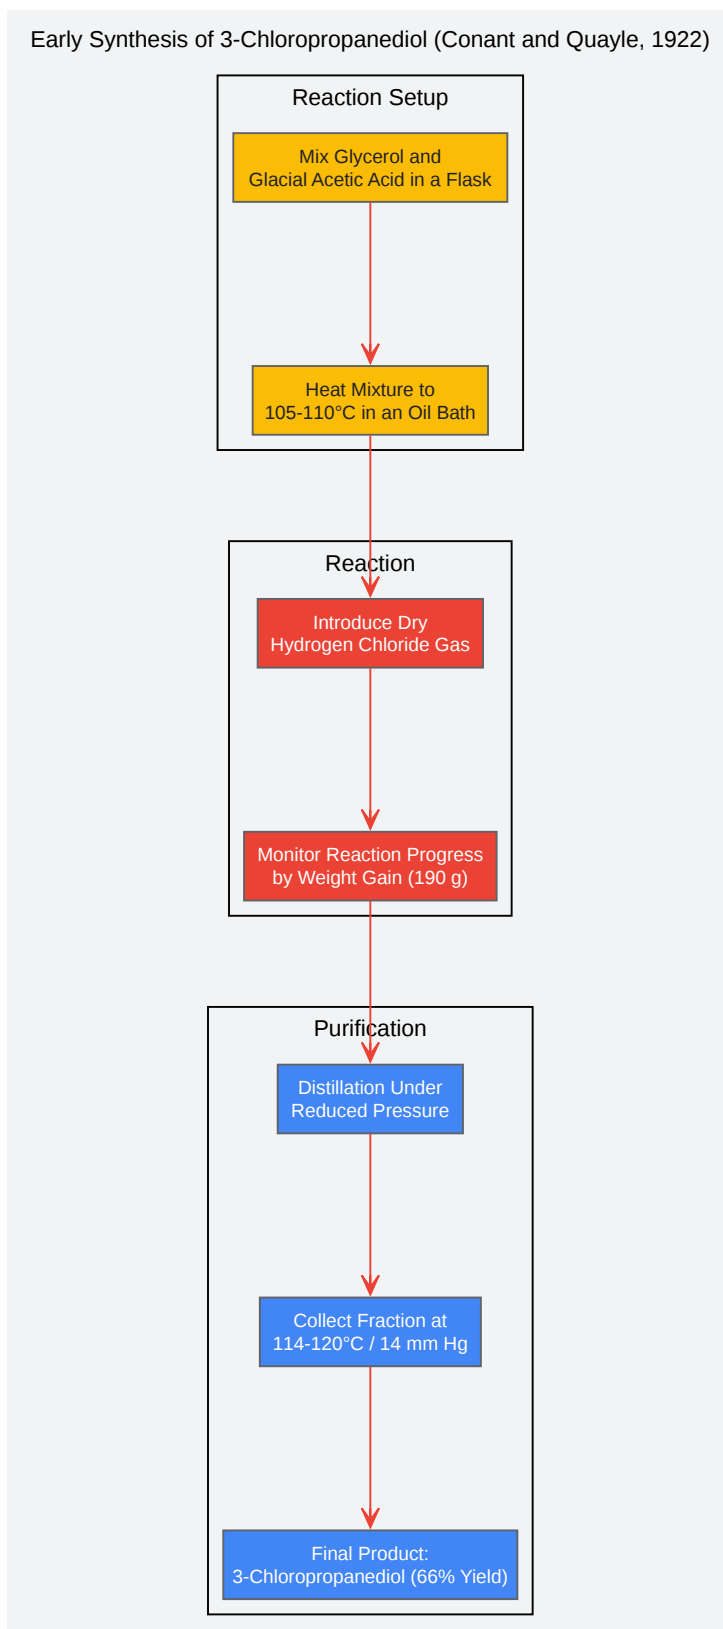 Early Synthesis of 3-Chloropropanediol (Conant and Quayle, 1922)
Reaction Setup
Mix Glycerol and
Glacial Acetic Acid in a Flask
Heat Mixture to
105-110°C in an Oil Bath
Reaction
Introduce Dry
Hydrogen Chloride Gas
Monitor Reaction Progress
by Weight Gain (190 g)
Purification
Distillation Under
Reduced Pressure
Collect Fraction at
114-120°C / 14 mm Hg
Final Product:
3-Chloropropanediol (66% Yield)